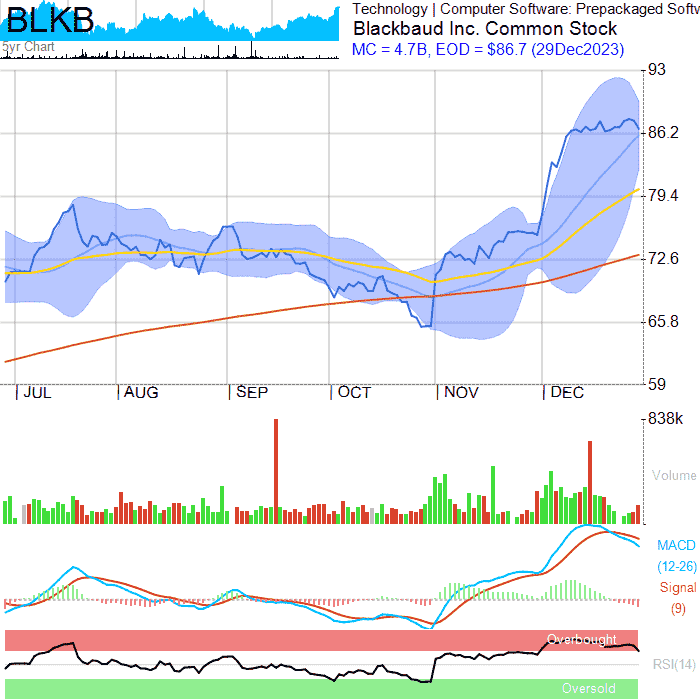 BLKB
Technology | Computer Software: Prepackaged Softw
5yr Chart
Blackbaud Inc. Common Stock
MC = 4.7B, EOD = $86.7 (29Dec2023)
93
86.2
79.4
72.6
65.8
59
JUL AUG SEP OCT NOV DEC
838k
Volume
MACD
(12-26)
Signal
(9)
Overbought
RSI(14)
Oversold